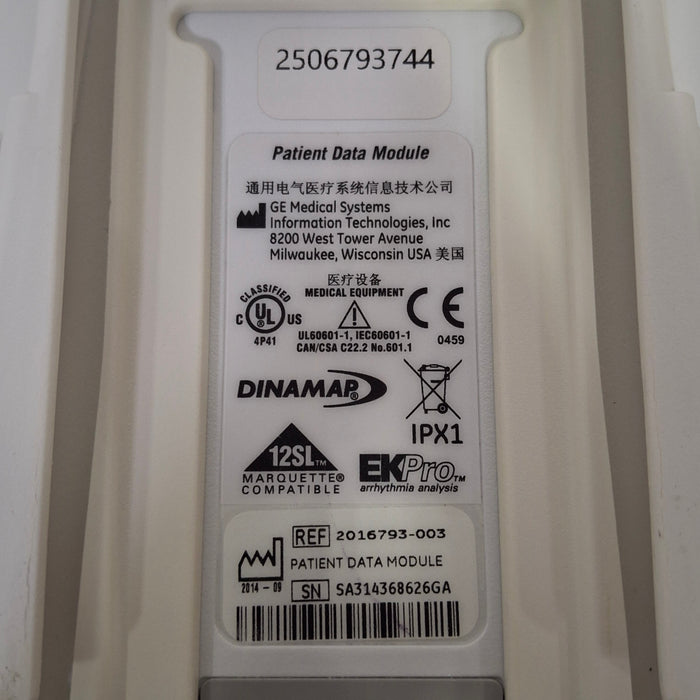 2506793744
Patient Data Module
通用电气医疗系统信息技术公司
GE Medical Systems
Information Technologies, Inc
8200 West Tower Avenue
Milwaukee, Wisconsin USA 美国
医疗设备
MEDICAL EQUIPMENT
CLASSIFIED
C UL ® US
4P41
UL60601-1, IEC60601-1
CAN/CSA C22.2 No.601.1
CE
0459
DINAMAP®
IPX1
12SL™
MARQUETTE®
COMPATIBLE
EKPro™
arrhythmia analysis
REF 2016793-003
PATIENT DATA MODULE
2014-09
SN SA314368626GA